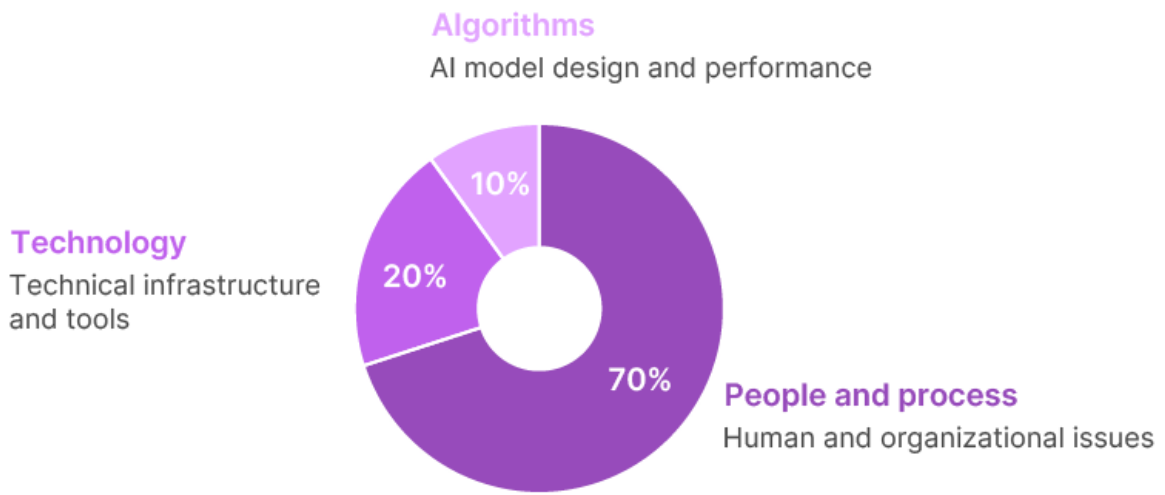 Algorithms
AI model design and performance
10%
Technology
Technical infrastructure
and tools
20%
70%
People and process
Human and organizational issues